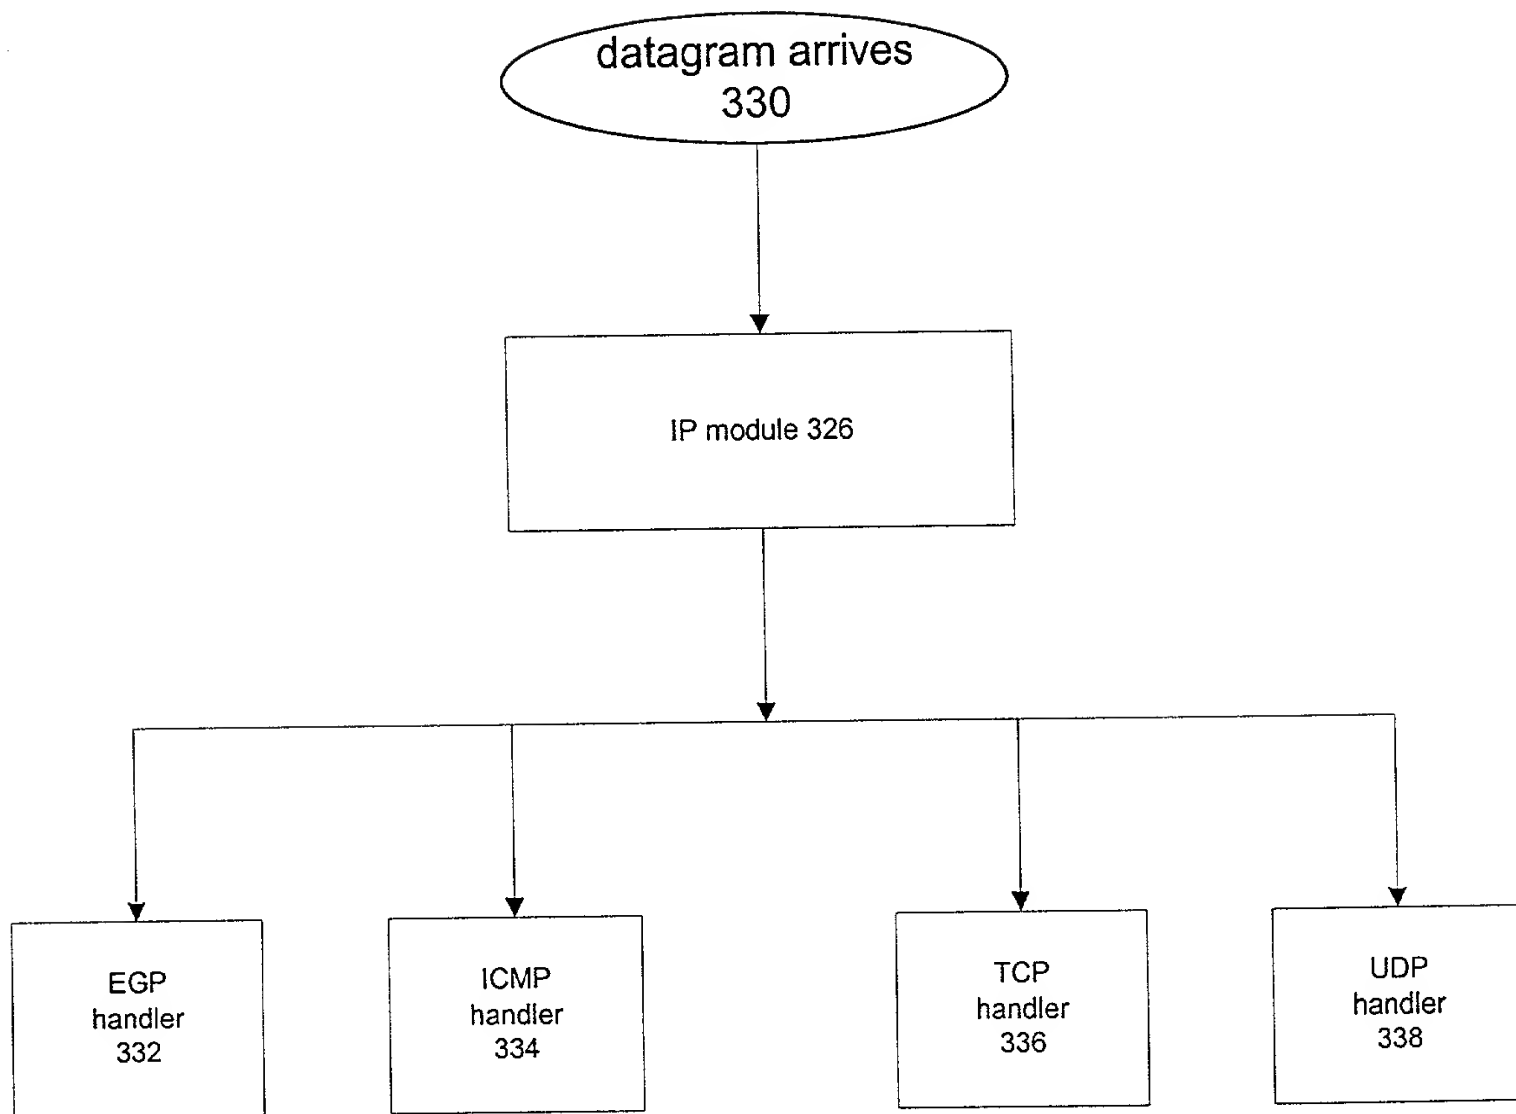 datagram arrives
330
IP module 326
EGP
handler
332
ICMP
handler
334
TCP
handler
336
UDP
handler
338